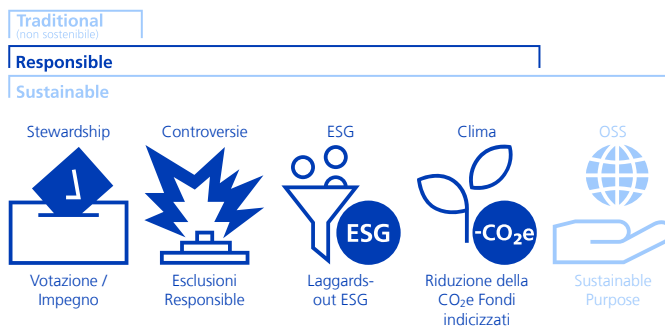 Traditional
(non sostenibile)
Responsible
Sustainable
Stewardship
Controversie
ESG
Clima
OSS
ESG
-CO₂e
Votazione /
Impegno
Esclusioni
Responsible
Laggards-
out ESG
Riduzione della
CO₂e Fondi
indicizzati
Sustainable
Purpose